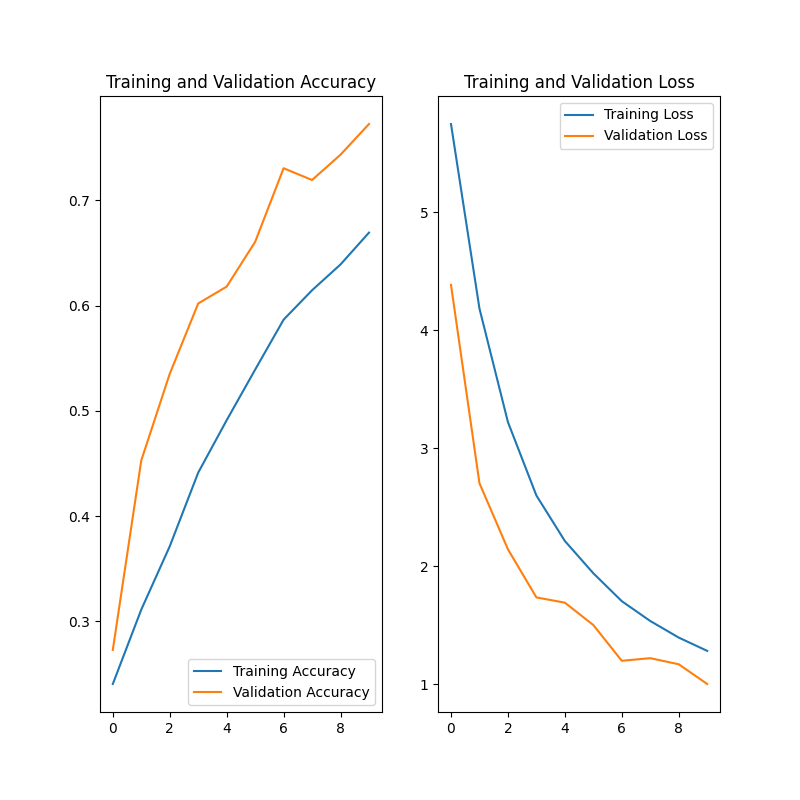 Training and Validation Accuracy
0.7
0.6
0.5
0.4
0.3
Training Accuracy
Validation Accuracy
0 2 4 6 8
Training and Validation Loss
Training Loss
Validation Loss
5
4
3
2
1
0 2 4 6 8